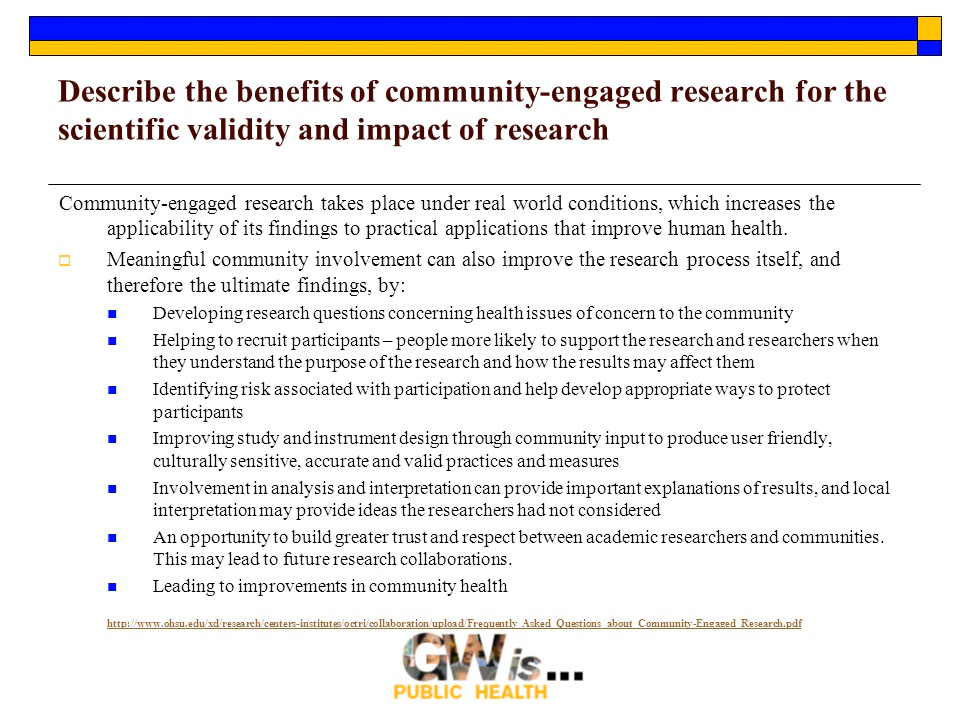 Describe the benefits of community-engaged research for the
scientific validity and impact of research
Community-engaged research takes place under real world conditions, which increases the
applicability of its findings to practical applications that improve human health.
Meaningful community involvement can also improve the research process itself, and
therefore the ultimate findings, by:
Developing research questions concerning health issues of concern to the community
Helping to recruit participants – people more likely to support the research and researchers when
they understand the purpose of the research and how the results may affect them
Identifying risk associated with participation and help develop appropriate ways to protect
participants
Improving study and instrument design through community input to produce user friendly,
culturally sensitive, accurate and valid practices and measures
Involvement in analysis and interpretation can provide important explanations of results, and local
interpretation may provide ideas the researchers had not considered
An opportunity to build greater trust and respect between academic researchers and communities.
This may lead to future research collaborations.
Leading to improvements in community health
http://www.ohsu.edu/xd/research/centers-institutes/octri/collaboration/upload/Frequently_Asked_Questions_about_Community-Engaged_Research.pdf
GW is...
PUBLIC HEALTH